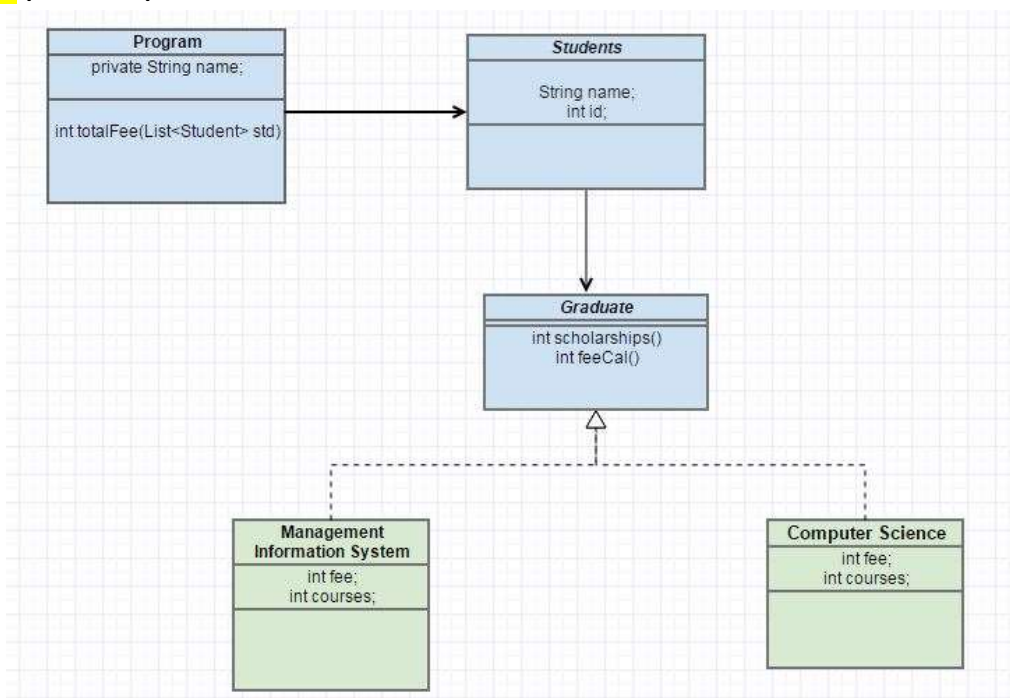 Program
private String name;
int totalFee(List<Student> std)
Students
String name;
int id;
Graduate
int scholarships()
int feeCal()
Management
Information System
int fee;
int courses;
Computer Science
int fee;
int courses;